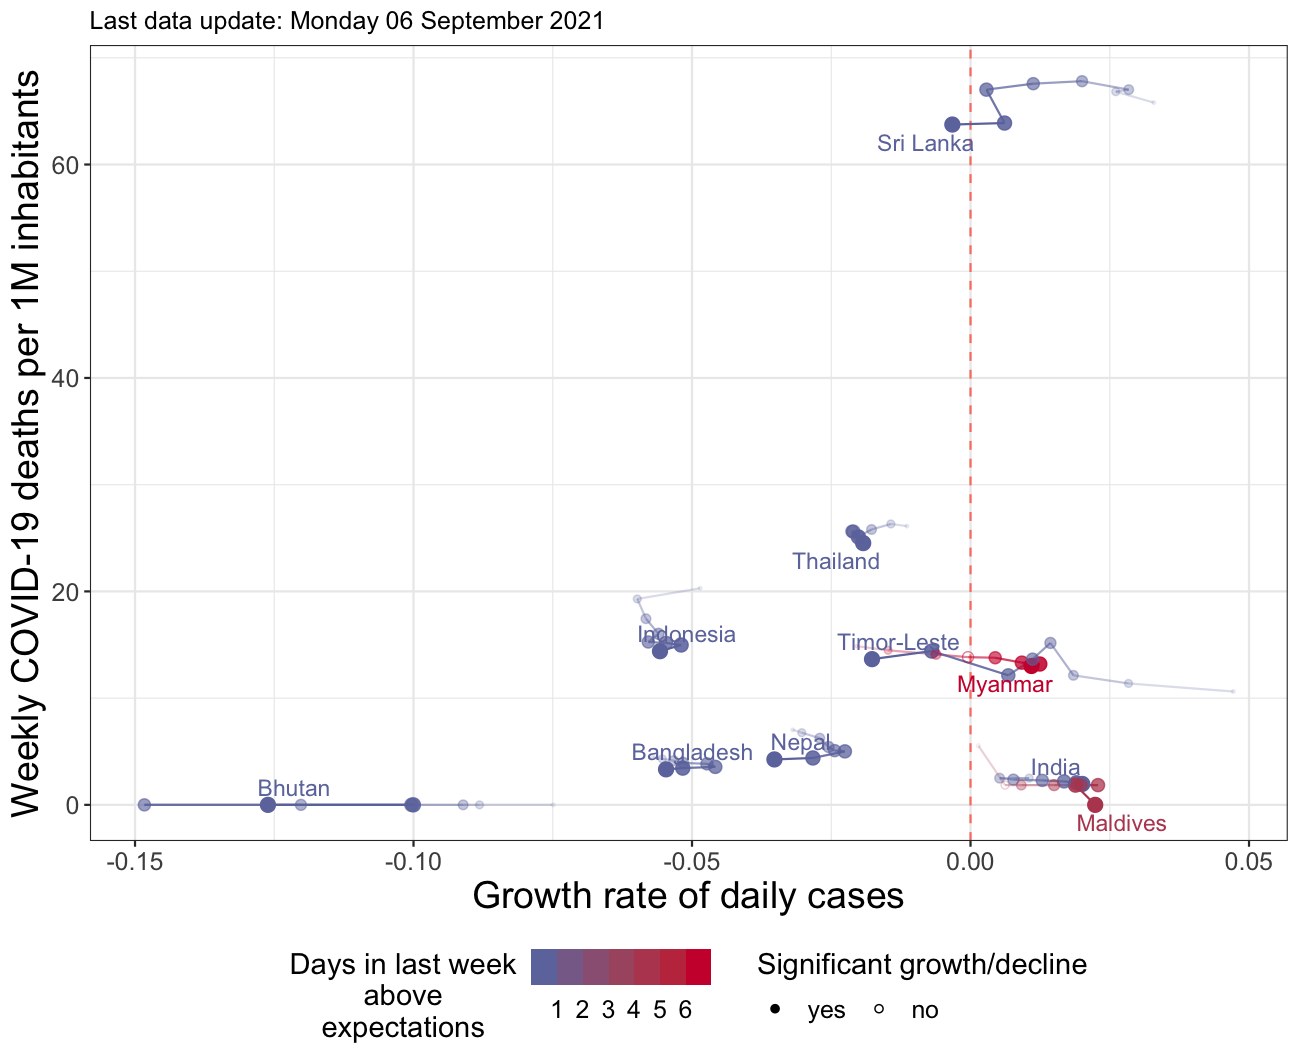 Last data update: Monday 06 September 2021
Weekly COVID-19 deaths per 1M inhabitants
60
40
20
0
Sri Lanka
Thailand
Indonesia
Timor-Leste
Myanmar
Bangladesh
Nepal
India
Bhutan
Maldives
-0.15 -0.10 -0.05 0.00 0.05
Growth rate of daily cases
Days in last week
above
expectations
1 2 3 4 5 6
Significant growth/decline
yes no